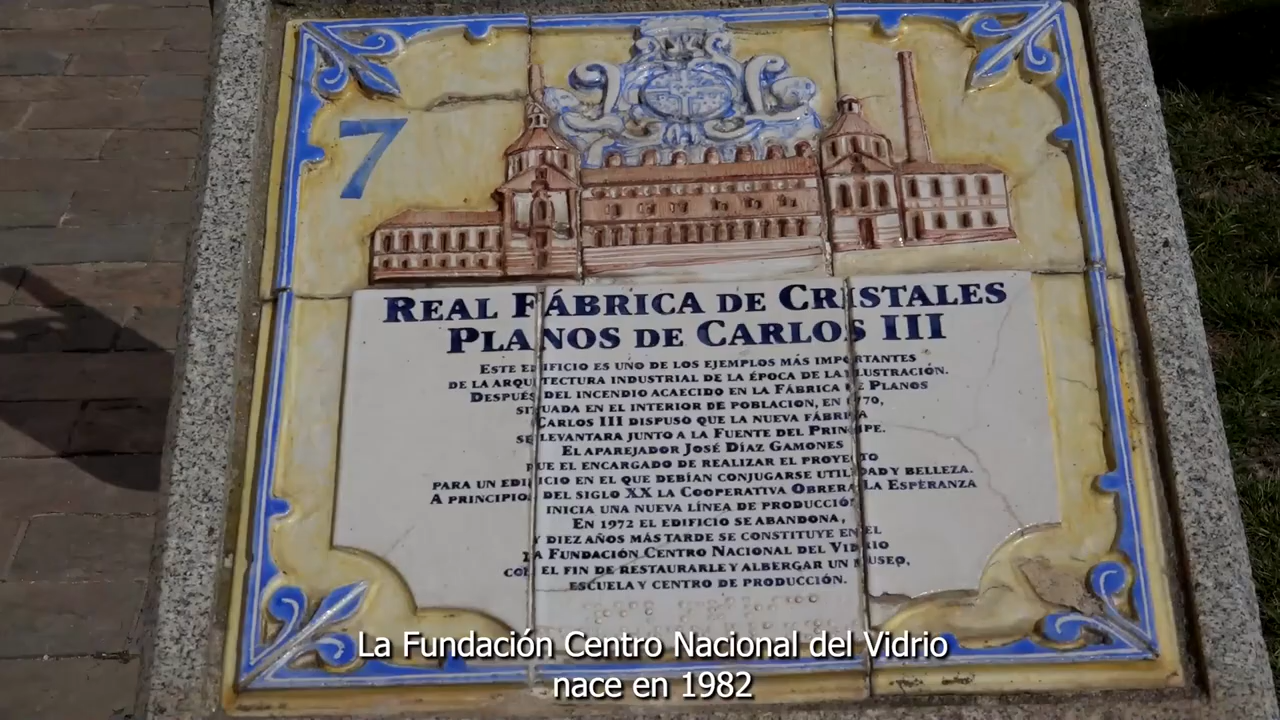 7
REAL FÁBRICA DE CRISTALES
PLANOS DE CARLOS III
ESTE EDIFICIO ES UNO DE LOS EJEMPLOS MÁS IMPORTANTES
DE LA ARQUITECTURA INDUSTRIAL DE LA ÉPOCA DE LA ILUSTRACIÓN.
DESPUÉS DEL INCENDIO ACAECIDO EN LA FÁBRICA DE PLANOS
SITUADA EN EL INTERIOR DE POBLACION, EN 1770,
CARLOS III DISPUSO QUE LA NUEVA FÁBRICA
SE LEVANTARA JUNTO A LA FUENTE DEL PRINCIPE.
EL APAREJADOR JOSÉ DÍAZ GAMONES
FUE EL ENCARGADO DE REALIZAR EL PROYECTO
PARA UN EDIFICIO EN EL QUE DEBÍAN CONJUGARSE UTILIDAD Y BELLEZA.
A PRINCIPIOS DEL SIGLO XX LA COOPERATIVA OBRERA LA ESPERANZA
INICIA UNA NUEVA LÍNEA DE PRODUCCIÓN
EN 1972 EL EDIFICIO SE ABANDONA,
Y DIEZ AÑOS MÁS TARDE SE CONSTITUYE EN EL
LA FUNDACIÓN CENTRO NACIONAL DEL VIDRIO
CON EL FIN DE RESTAURARLE Y ALBERGAR UN MUSEO,
ESCUELA Y CENTRO DE PRODUCCIÓN.
La Fundación Centro Nacional del Vidrio
nace en 1982